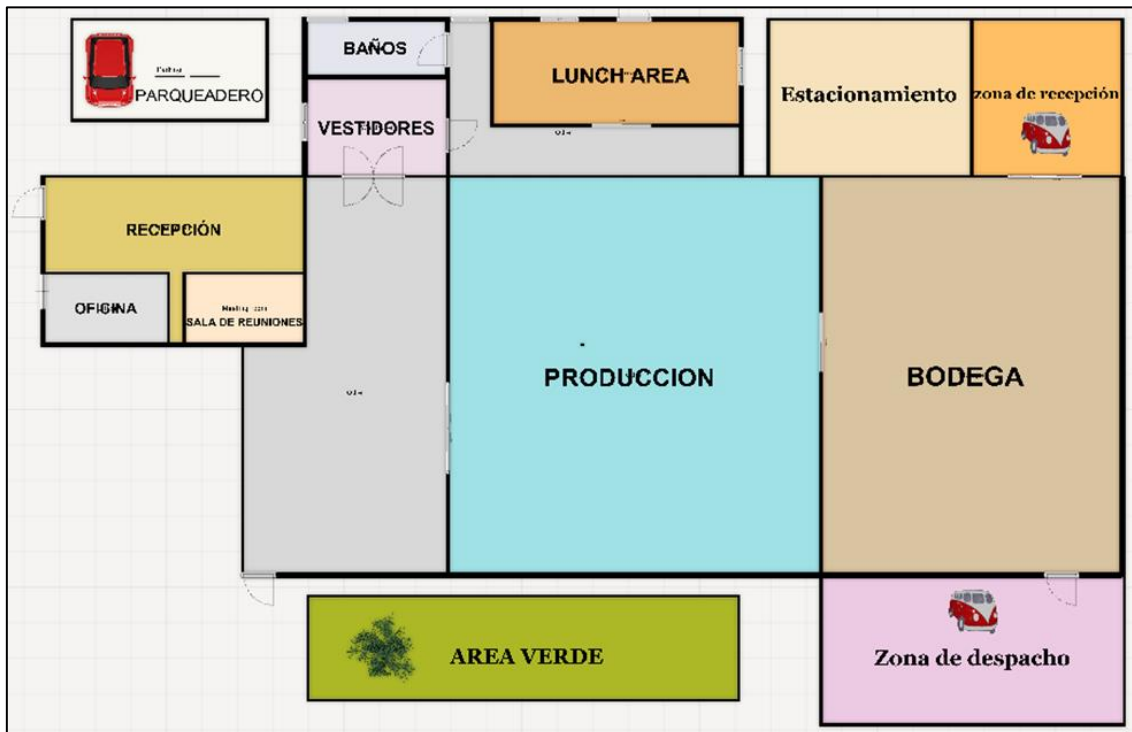 BAÑOS
LUNCH AREA
PARQUEADERO
Estacionamiento
zona de recepción
VESTIDORES
RECEPCIÓN
OFICINA
SALA DE REUNIONES
PRODUCCION
BODEGA
AREA VERDE
Zona de despacho